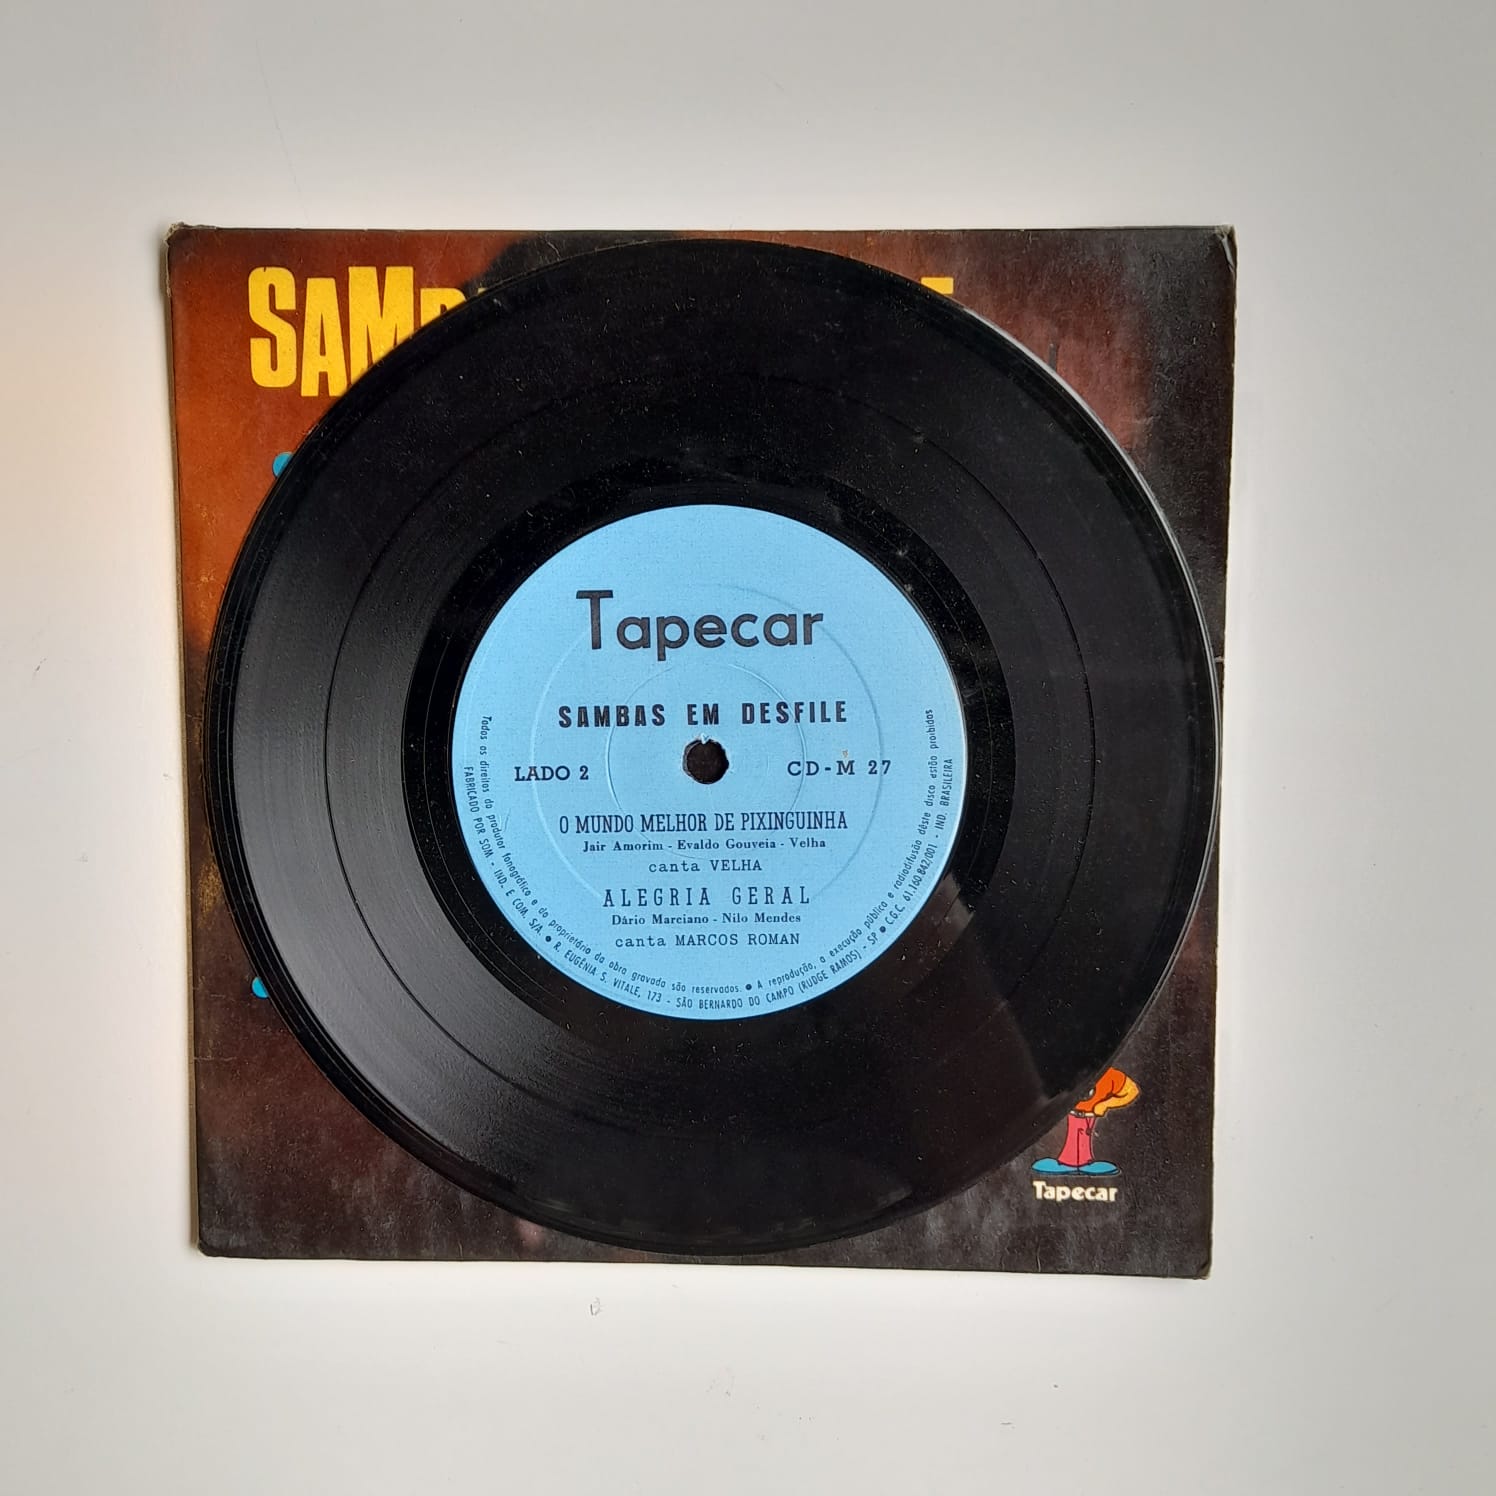 SAM
Tapecar
SAMBAS EM DESFILE
LADO 2
CD-M 27
O MUNDO MELHOR DE PIXINGUINHA
Jair Amorim - Evaldo Gouveia - Velha
canta VELHA
ALEGRIA GERAL
Dário Marciano - Nilo Mendes
canta MARCOS ROMAN
Todos os direitos do produtor fonográfico e do proprietário da obra gravada são reservados. ● A reprodução, a execução pública e radiodifusão dêste disco estão proibidas
FABRICADO POR SOM - IND. E COM. S/A. ● R. EUGÊNIA S. VITALE, 173 - SÃO BERNARDO DO CAMPO (RUDGE RAMOS) - SP ● C.G.C. 61.160.842/001 - IND. BRASILEIRA
Tapecar